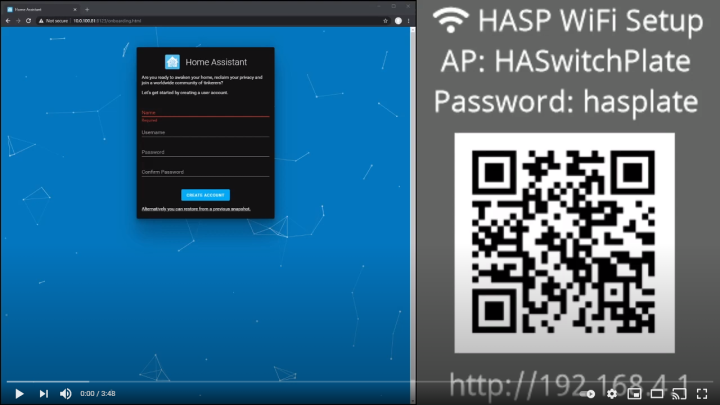 Home Assistant
Not secure | 10.0.100.81:8123/onboarding.html
Home Assistant
Are you ready to awaken your home, reclaim your privacy and
join a worldwide community of tinkerers?
Let's get started by creating a user account.
Name
Required
Username
Password
Confirm Password
CREATE ACCOUNT
Alternatively you can restore from a previous snapshot.
HASP WiFi Setup
AP: HASwitchPlate
Password: hasplate
http://192.168.4.1
0:00 / 3:48